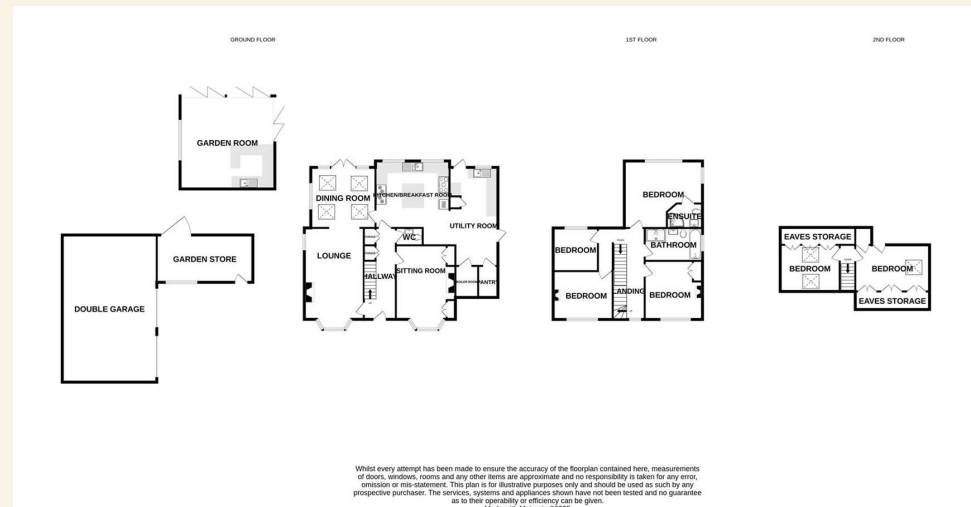 GROUND FLOOR
1ST FLOOR
2ND FLOOR
GARDEN ROOM
GARDEN STORE
DOUBLE GARAGE
DINING ROOM
KITCHEN/BREAKFAST ROOM
UTILITY ROOM
WC
LOUNGE
HALLWAY
SITTING ROOM
BOILER ROOM
PANTRY
BEDROOM
ENSUITE
BATHROOM
BEDROOM
BEDROOM
LANDING
BEDROOM
EAVES STORAGE
BEDROOM
BEDROOM
EAVES STORAGE
Whilst every attempt has been made to ensure the accuracy of the floorplan contained here, measurements
of doors, windows, rooms and any other items are approximate and no responsibility is taken for any error,
omission or mis-statement. This plan is for illustrative purposes only and should be used as such by any
prospective purchaser. The services, systems and appliances shown have not been tested and no guarantee
as to their operability or efficiency can be given.